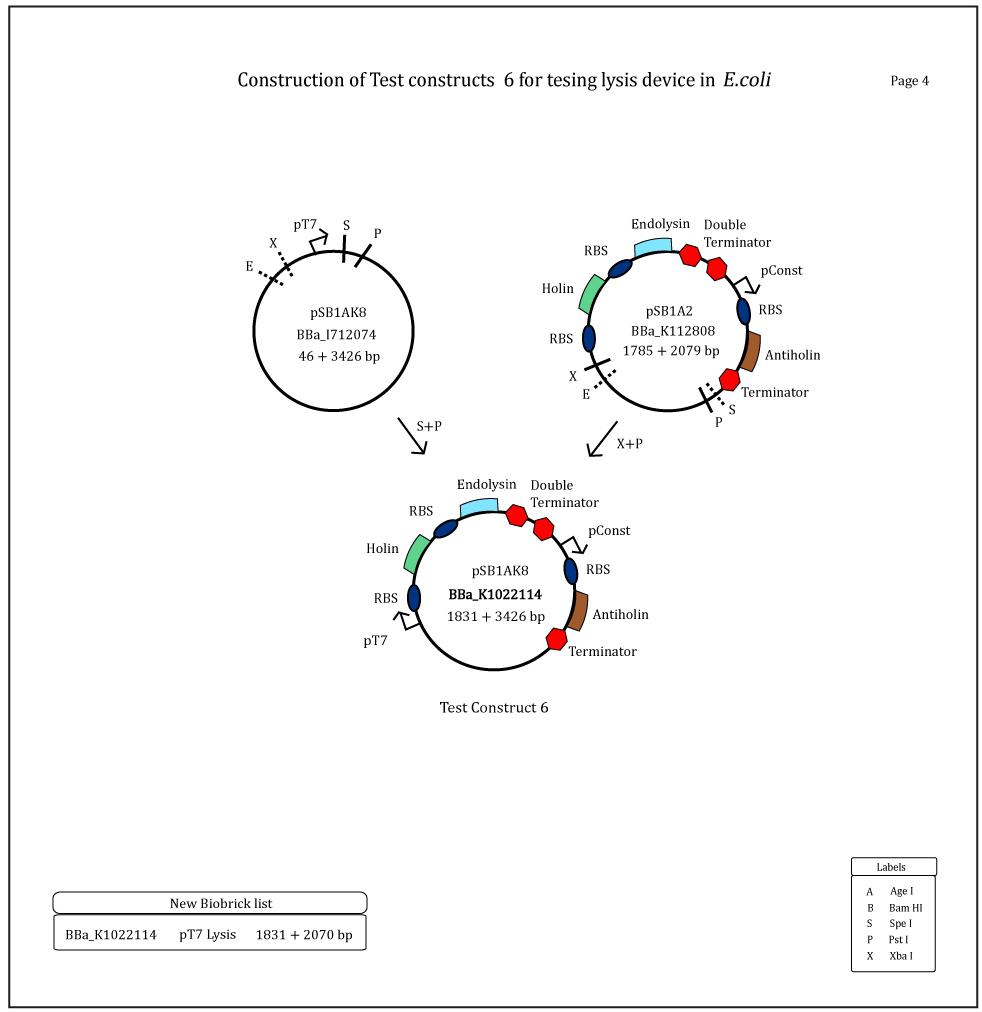 Construction of Test constructs 6 for tesing lysis device in E.coli
Page 4
pT7
S
P
X
E
pSB1AK8
BBa_I712074
46 + 3426 bp
Endolysin
Double
Terminator
RBS
pConst
Holin
RBS
RBS
pSB1A2
BBa_K112808
1785 + 2079 bp
Antiholin
X
E
Terminator
S
P
S+P
X+P
Endolysin
Double
Terminator
RBS
pConst
Holin
RBS
RBS
pSB1AK8
BBa_K1022114
1831 + 3426 bp
Antiholin
pT7
Terminator
Test Construct 6
New Biobrick list
BBa_K1022114 pT7 Lysis 1831 + 2070 bp
Labels
A Age I
B Bam HI
S Spe I
P Pst I
X Xba I